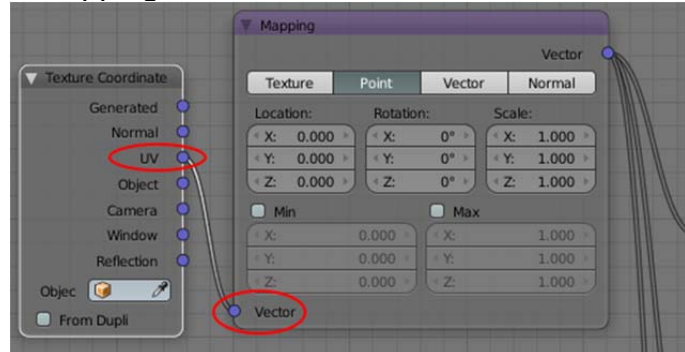 Mapping
Vector
Texture Point Vector Normal
Location: Rotation: Scale:
X: 0.000 X: 0° X: 1.000
Y: 0.000 Y: 0° Y: 1.000
Z: 0.000 Z: 0° Z: 1.000
Min Max
X: 0.000 X: 1.000
Y: 0.000 Y: 1.000
Z: 0.000 Z: 1.000
Vector
Texture Coordinate
Generated
Normal
UV
Object
Camera
Window
Reflection
Objec
From Dupli